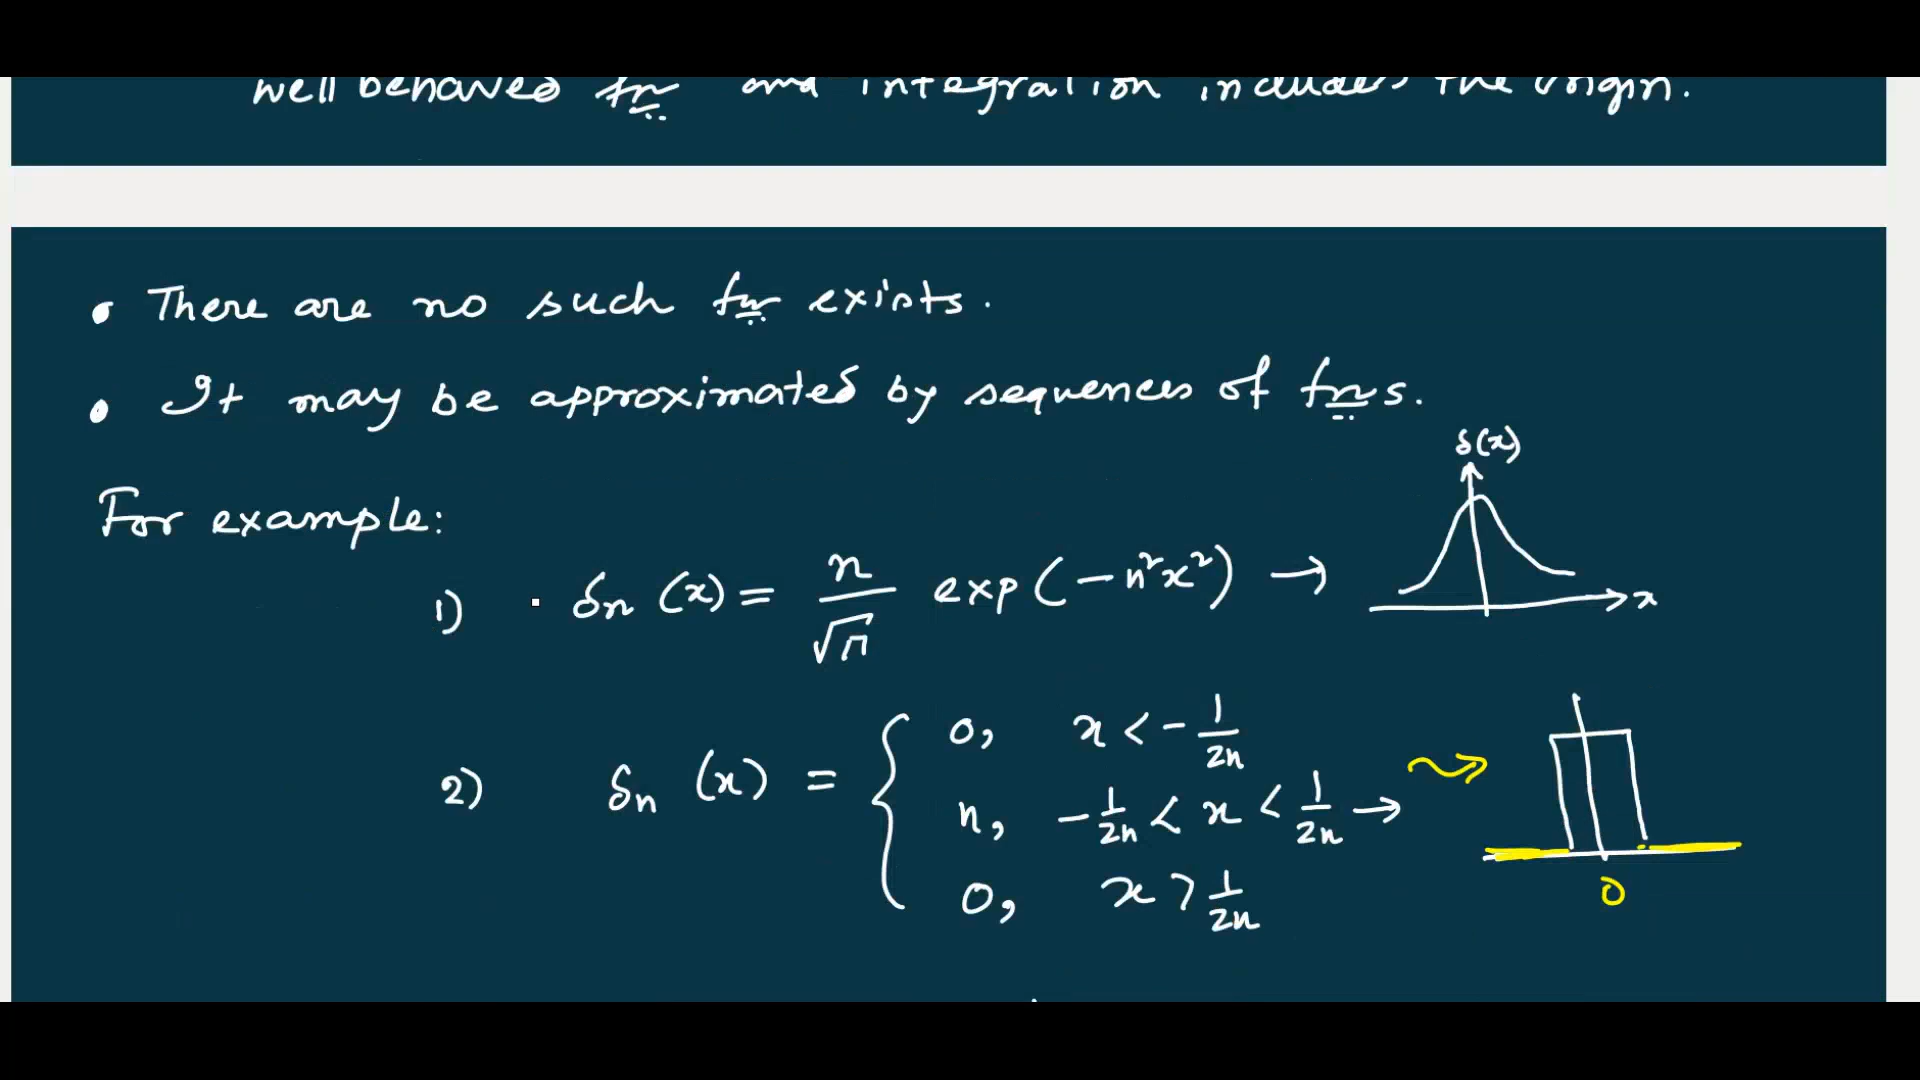 well behaved fn and integration includes the origin.
• There are no such fn exists.
• It may be approximated by sequences of fns.
For example:
δ(x)
1) δn (x) = n/√π exp(-n²x²) → x
2) δn (x) = { 0, x < -1/2n
n, -1/2n < x < 1/2n →
0, x > 1/2n
0